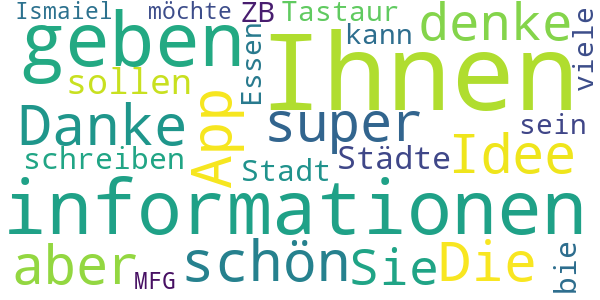 Ismaiel möchte ZB Tastaur
geben Essen Ihnen kann denke viele
sollen
Danke App super sein
schreiben Stadt Städte Idee
informationen
aber MFG schön Sie Die bie